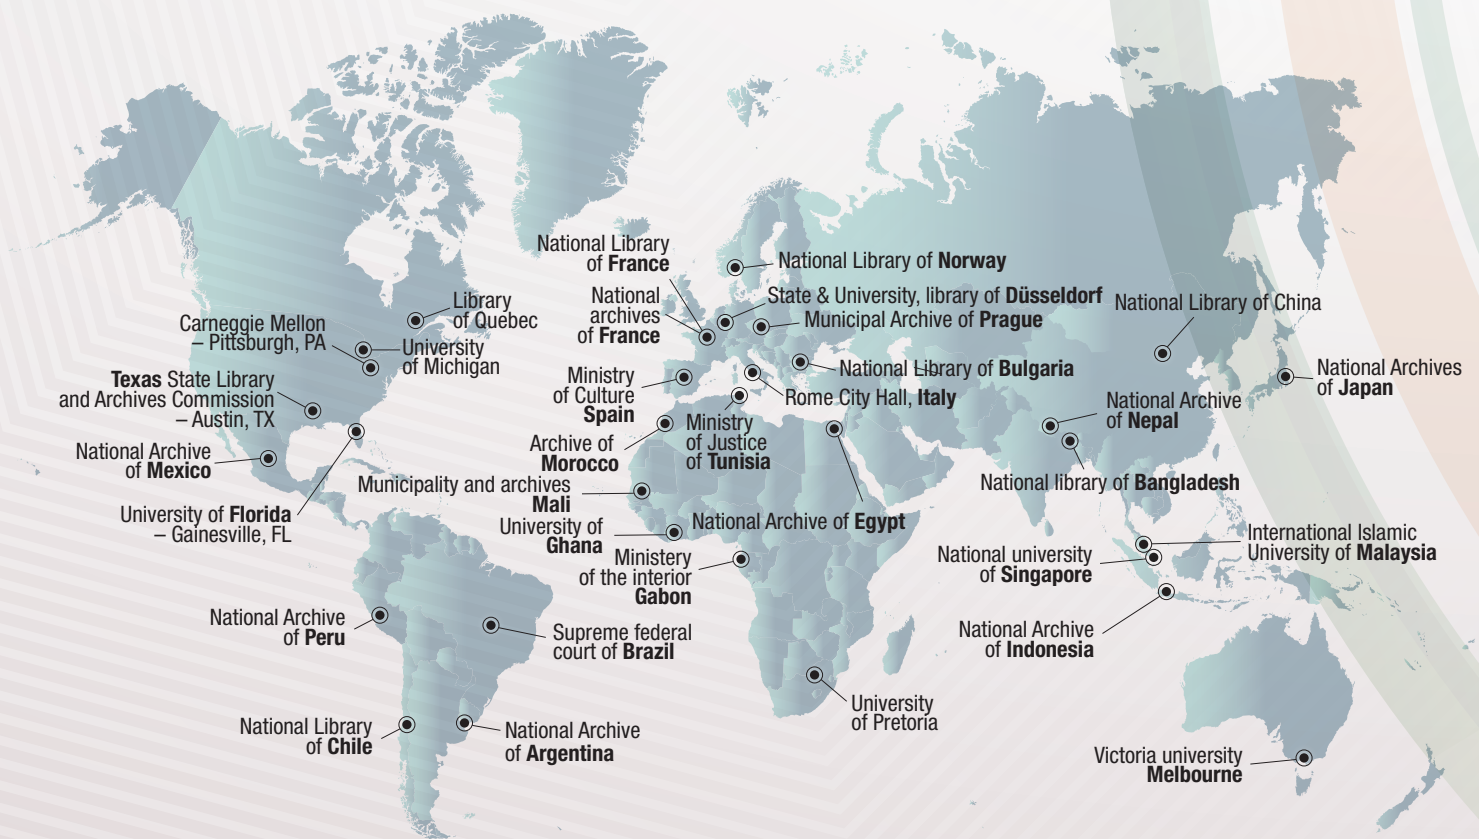 National Library
of France
National
archives
of France
National Library of Norway
State & University, library of Düsseldorf
Municipal Archive of Prague
National Library of China
Library
of Quebec
Carneggie Mellon
– Pittsburgh, PA
University
of Michigan
Texas State Library
and Archives Commission
– Austin, TX
National Archive
of Mexico
University of Florida
– Gainesville, FL
Ministry
of Culture
Spain
National Library of Bulgaria
Rome City Hall, Italy
National Archives
of Japan
National Archive
of Nepal
Archive of
Morocco
Ministry
of Justice
of Tunisia
National library of Bangladesh
Municipality and archives
Mali
University of
Ghana
National Archive of Egypt
Ministery
of the interior
Gabon
International Islamic
University of Malaysia
National university
of Singapore
National Archive
of Peru
Supreme federal
court of Brazil
National Archive
of Indonesia
National Library
of Chile
National Archive
of Argentina
University
of Pretoria
Victoria university
Melbourne